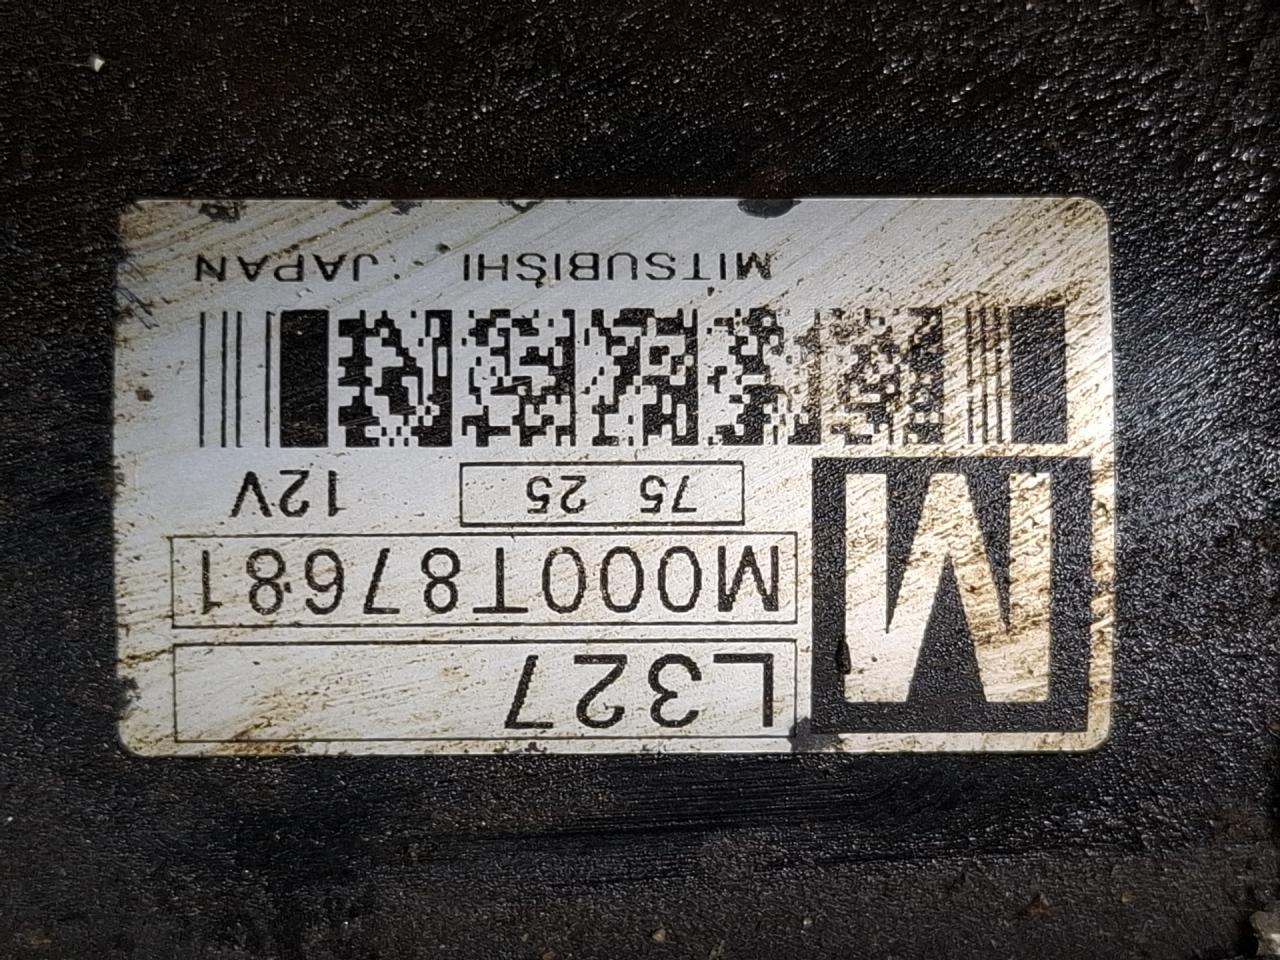 L327
M000T87681
75 25 12V
MITSUBISHI JAPAN